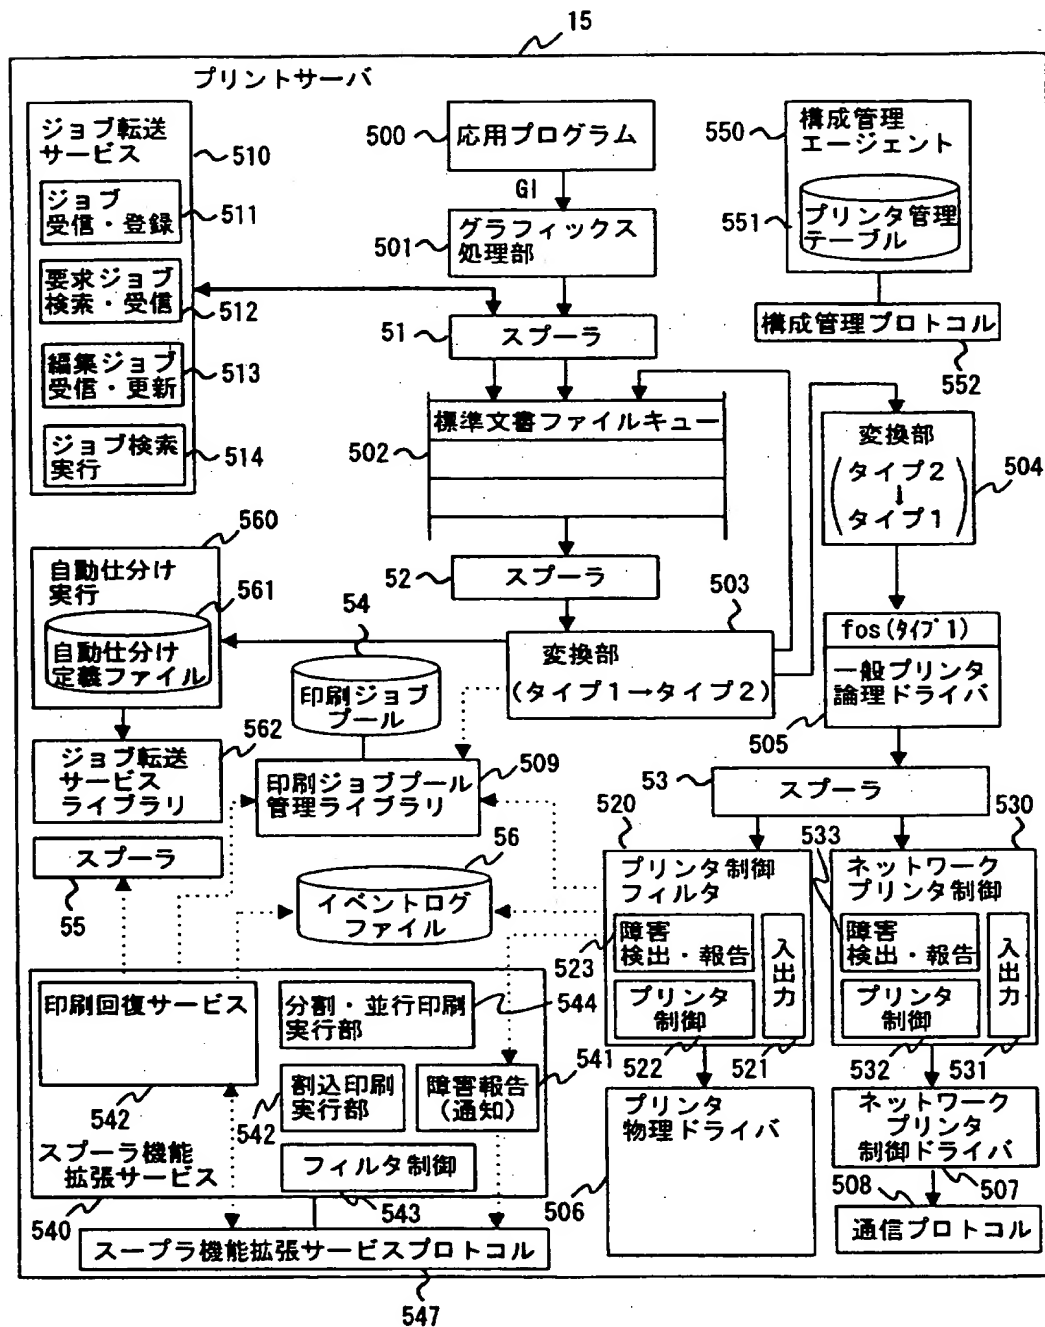 15
プリントサーバ
ジョブ転送
サービス
510
ジョブ
受信・登録
511
要求ジョブ
検索・受信
512
編集ジョブ
受信・更新
513
ジョブ検索
実行
514
500
応用プログラム
GI
501
グラフィックス
処理部
51
スプーラ
標準文書ファイルキュー
502
52
スプーラ
503
変換部
(タイプ1→タイプ2)
550
構成管理
エージェント
551
プリンタ管理
テーブル
構成管理プロトコル
552
変換部
(タイプ2
↓
タイプ1)
504
fos(ﾀｲﾌﾟ1)
一般プリンタ
論理ドライバ
505
560
自動仕分け
実行
561
自動仕分け
定義ファイル
54
印刷ジョブ
プール
562
ジョブ転送
サービス
ライブラリ
509
印刷ジョブプール
管理ライブラリ
53
スプーラ
スプーラ
55
56
イベントログ
ファイル
520
プリンタ制御
フィルタ
523
障害
検出・報告
プリンタ
制御
入出力
522
521
533
530
ネットワーク
プリンタ制御
障害
検出・報告
プリンタ
制御
入出力
532
531
印刷回復サービス
542
分割・並行印刷
実行部
544
割込印刷
実行部
542
障害報告
(通知)
541
フィルタ制御
543
スプーラ機能
拡張サービス
540
スープラ機能拡張サービスプロトコル
547
プリンタ
物理ドライバ
506
ネットワーク
プリンタ
制御ドライバ
507
508
通信プロトコル